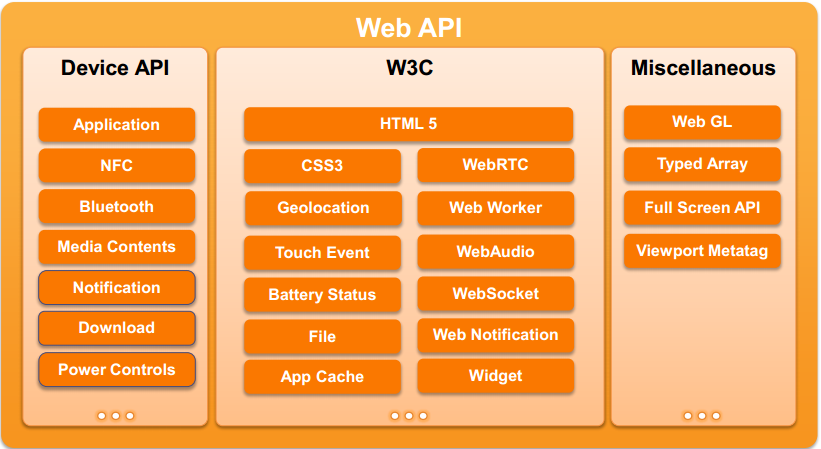 Web API
Device API
Application
NFC
Bluetooth
Media Contents
Notification
Download
Power Controls
W3C
HTML 5
CSS3
WebRTC
Geolocation
Web Worker
Touch Event
WebAudio
Battery Status
WebSocket
File
Web Notification
App Cache
Widget
Miscellaneous
Web GL
Typed Array
Full Screen API
Viewport Metatag